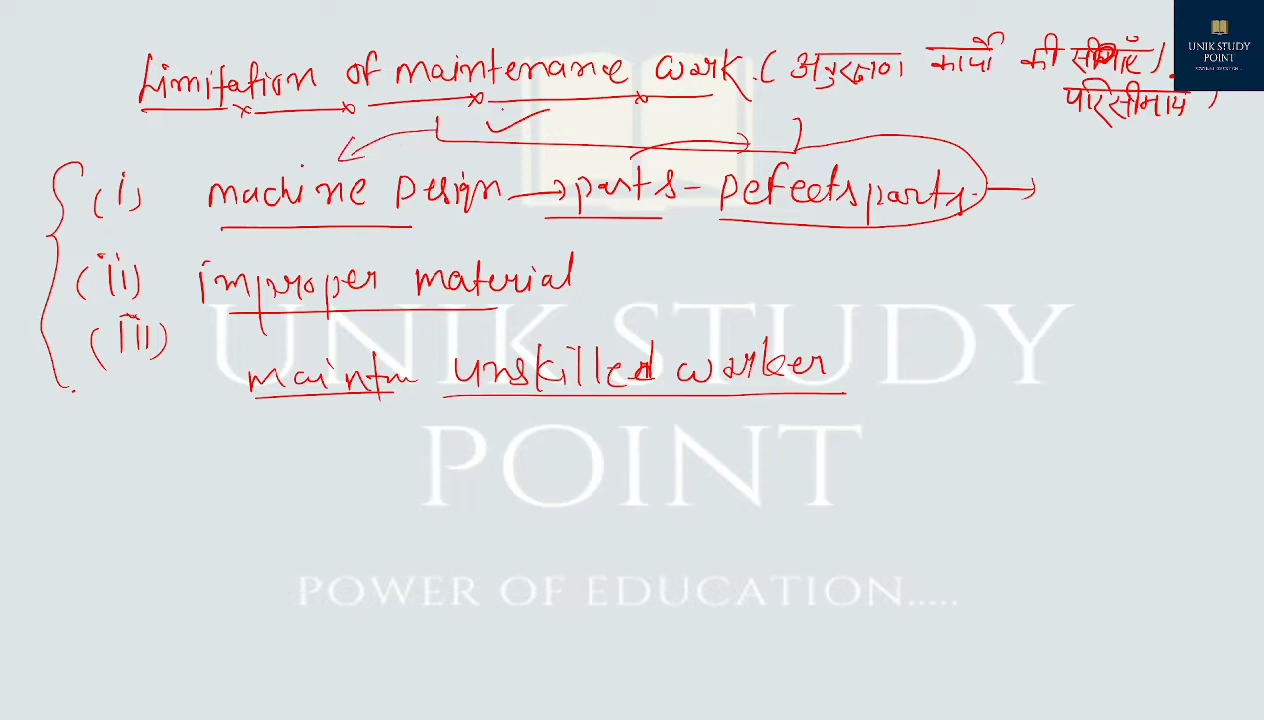 Limitation of maintenance work. (अनुरक्षण कार्यों की सीमाएँ)
परिसीमायें
(i) machine Design → parts - Defects parts. →
(ii) improper material
(iii)
maintn unskilled worker
UNIK STUDY
POINT
POWER OF EDUCATION.....
UNIK STUDY
POINT